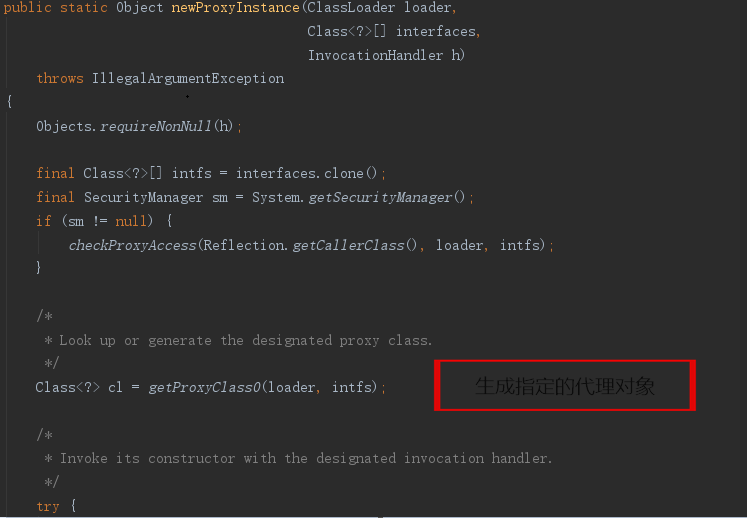 public static Object newProxyInstance(ClassLoader loader,
                                      Class<?>[] interfaces,
                                      InvocationHandler h)
    throws IllegalArgumentException
{
    Objects.requireNonNull(h);

    final Class<?>[] intfs = interfaces.clone();
    final SecurityManager sm = System.getSecurityManager();
    if (sm != null) {
        checkProxyAccess(Reflection.getCallerClass(), loader, intfs);
    }

    /*
     * Look up or generate the designated proxy class.
     */
    Class<?> cl = getProxyClass0(loader, intfs); 生成指定的代理对象

    /*
     * Invoke its constructor with the designated invocation handler.
     */
    try {